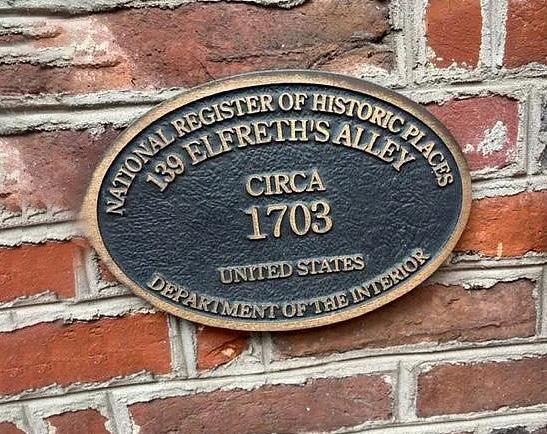 NATIONAL REGISTER OF HISTORIC PLACES
139 ELFRETH'S ALLEY
CIRCA
1703
UNITED STATES
DEPARTMENT OF THE INTERIOR